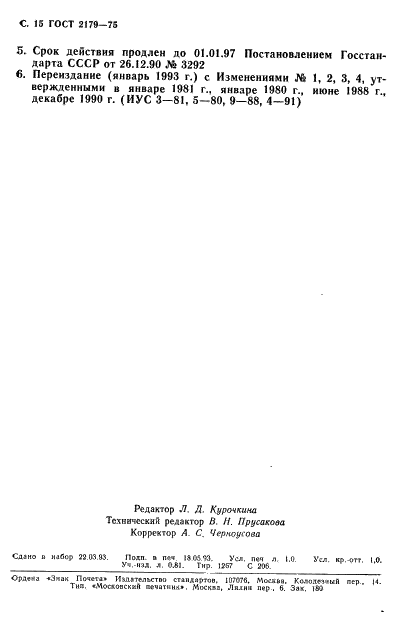 С. 15 ГОСТ 2179—75
5. Срок действия продлен до 01.01.97 Постановлением Госстан-
дарта СССР от 26.12.90 № 3292
6. Переиздание (январь 1993 г.) с Изменениями № 1, 2, 3, 4, ут-
вержденными в январе 1981 г., январе 1980 г., июне 1988 г.,
декабре 1990 г. (ИУС 3—81, 5—80, 9—88, 4—91)
Редактор Л. Д. Курочкина
Технический редактор В. Н. Прусакова
Корректор А. С. Черноусова
Сдано в набор 22.03.93. Подп. в печ. 18.05.93. Усл. печ. л. 1,0. Усл. кр.-отт. 1,0.
Уч.-изд. л. 0,81. Тир. 1267 С 206.
Ордена «Знак Почета» Издательство стандартов, 107076, Москва, Колодезный пер., 14.
Тип. «Московский печатник». Москва, Лялин пер., 6. Зак. 180